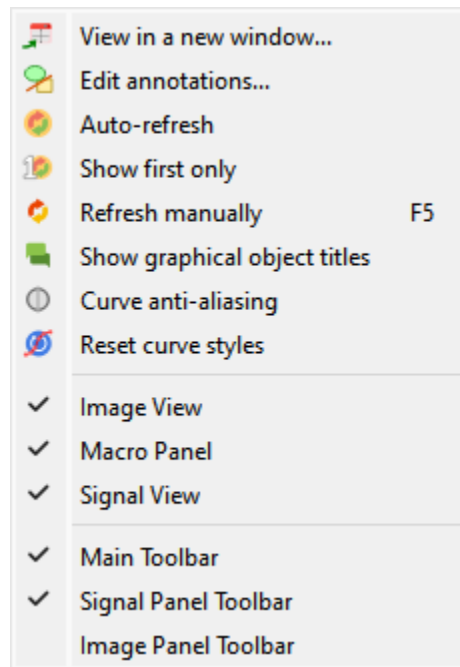 View in a new window...
Edit annotations...
Auto-refresh
Show first only
Refresh manually F5
Show graphical object titles
Curve anti-aliasing
Reset curve styles
Image View
Macro Panel
Signal View
Main Toolbar
Signal Panel Toolbar
Image Panel Toolbar